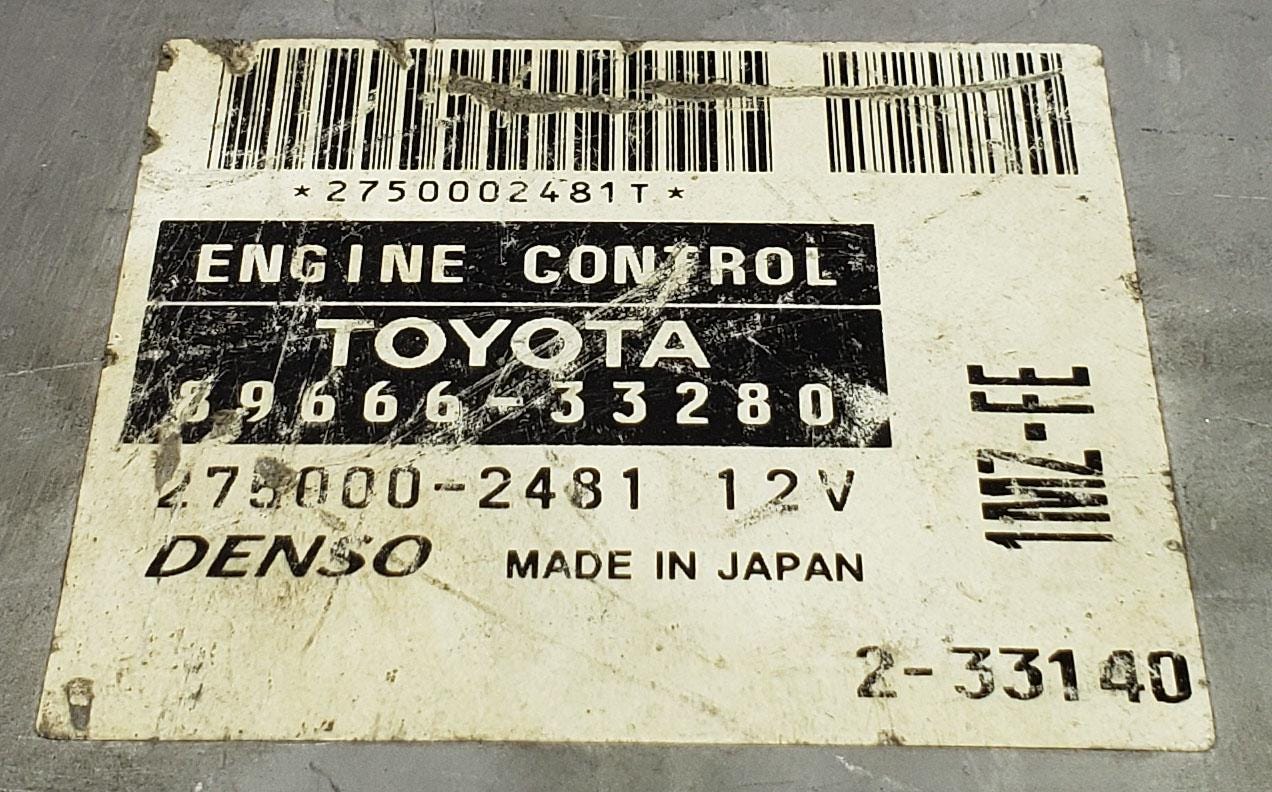 *2750002481T*
ENGINE CONTROL
TOYOTA
89666-33280
275000-2481 12V
DENSO MADE IN JAPAN
1MZ-FE
2-33140